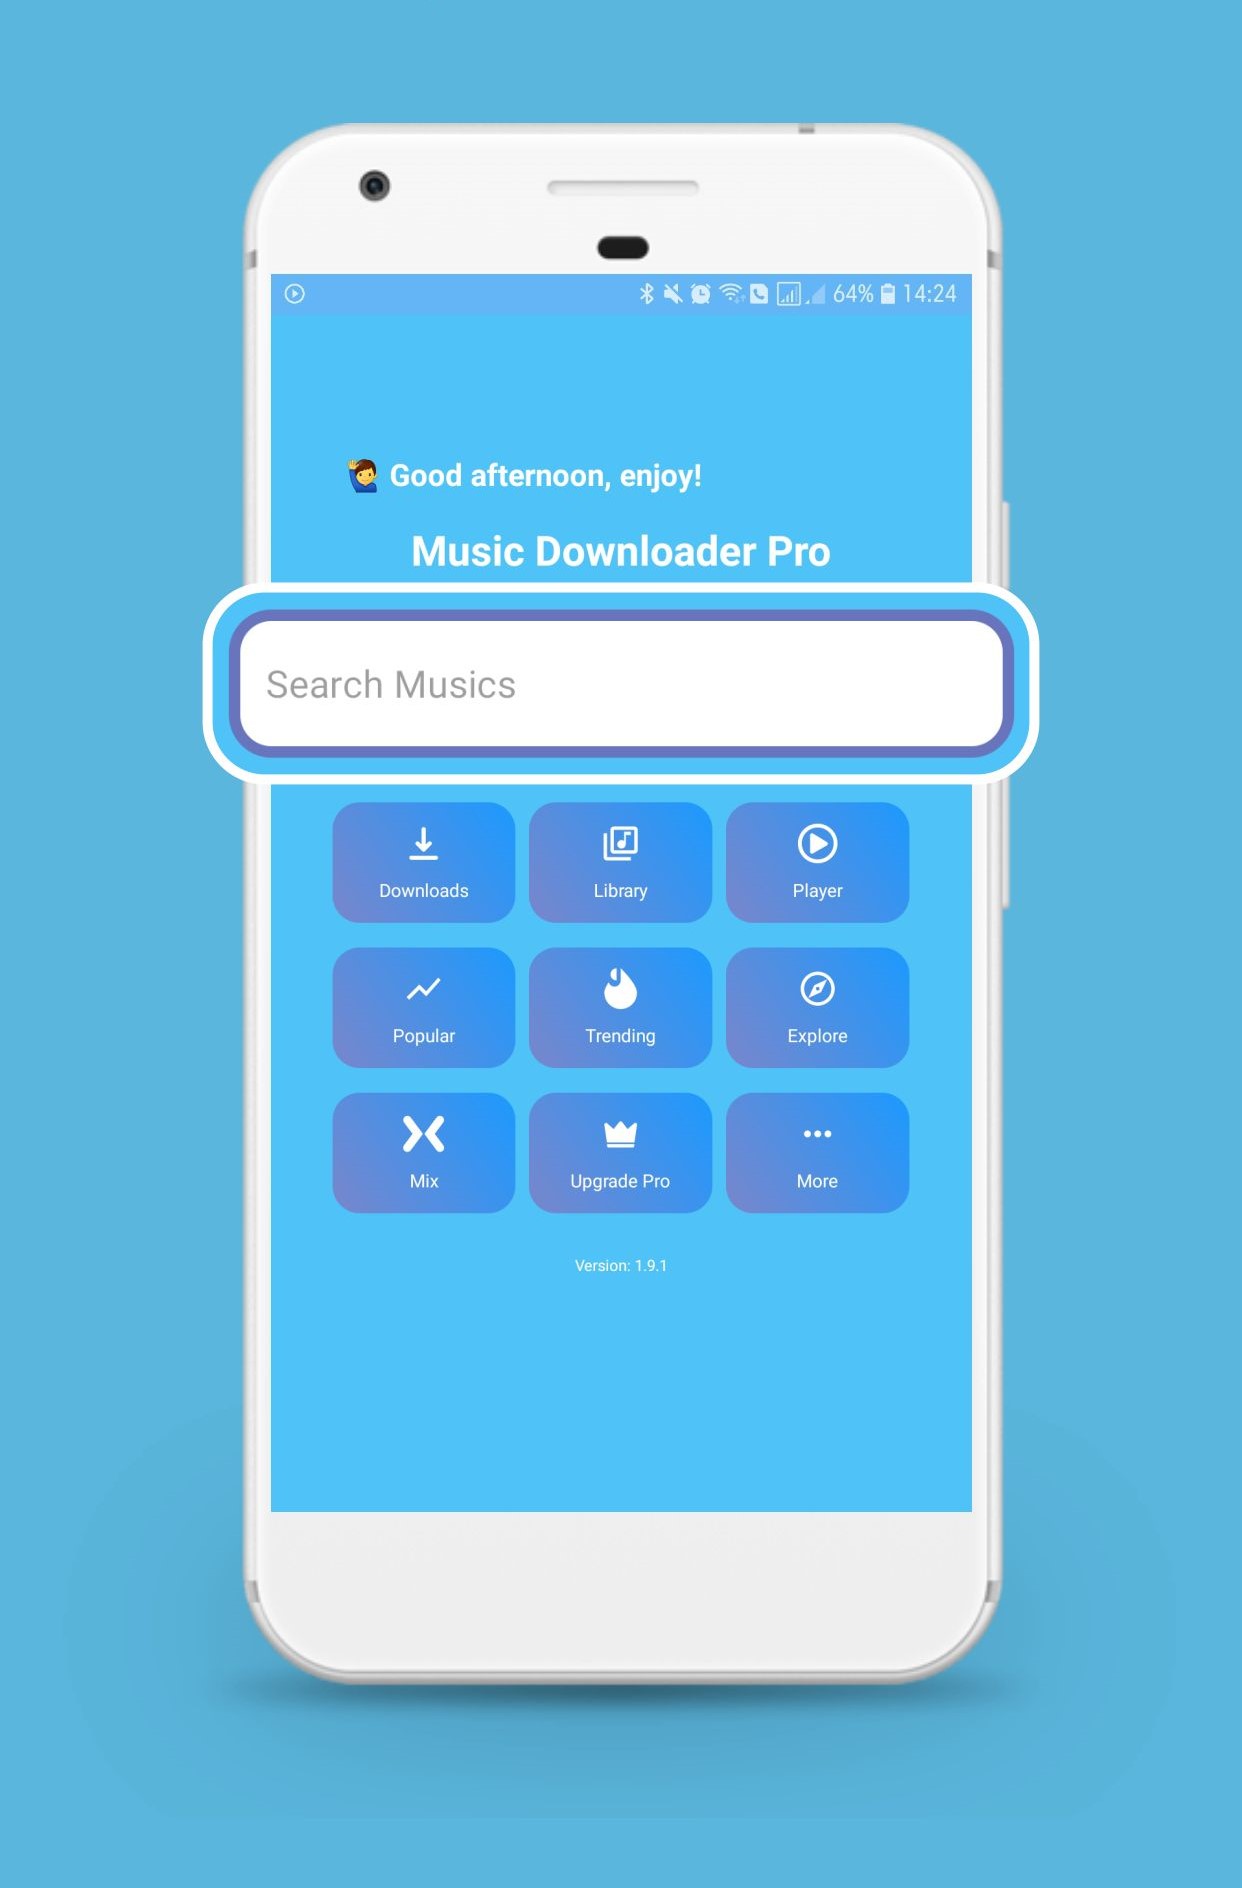 64% 14:24
Good afternoon, enjoy!
Music Downloader Pro
Search Musics
Downloads Library Player
Popular Trending Explore
Mix Upgrade Pro More
Version: 1.9.1